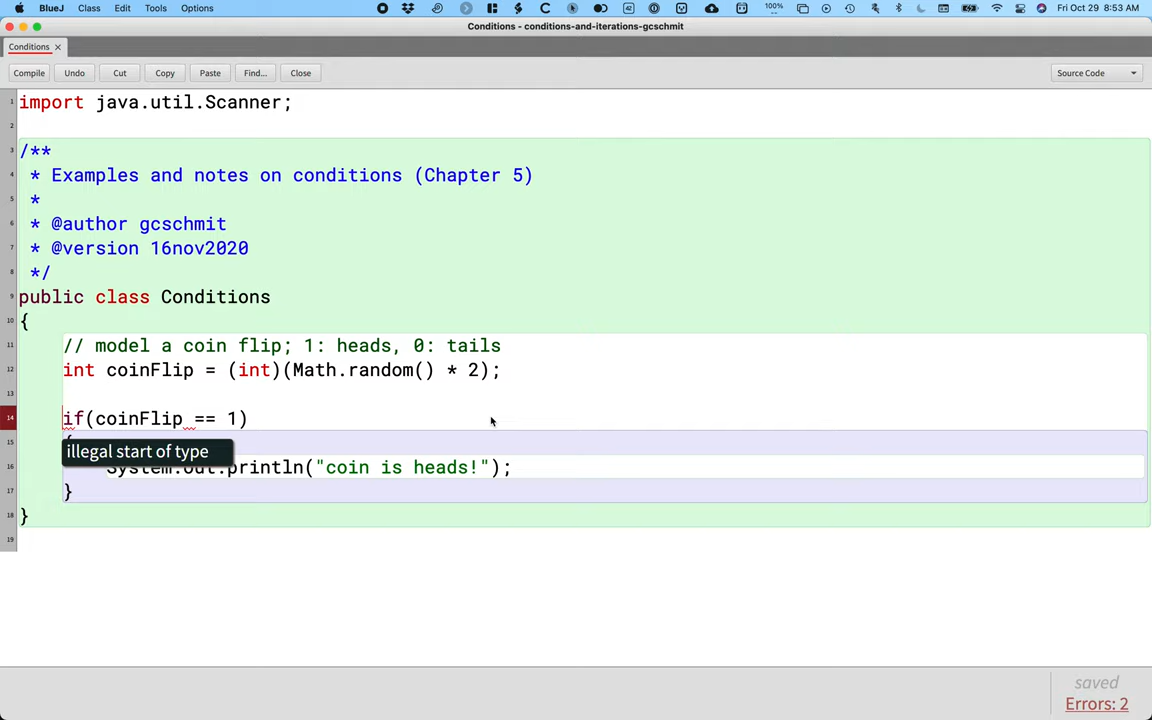 BlueJ Class Edit Tools Options 100% Fri Oct 29 8:53 AM
Conditions - conditions-and-iterations-gcschmit
Conditions ×
Compile Undo Cut Copy Paste Find... Close Source Code
1 import java.util.Scanner;
2
3 /**
4 * Examples and notes on conditions (Chapter 5)
5 *
6 * @author gcschmit
7 * @version 16nov2020
8 */
9 public class Conditions
10 {
11 // model a coin flip; 1: heads, 0: tails
12 int coinFlip = (int)(Math.random() * 2);
13
14 if(coinFlip == 1)
15
illegal start of type
16 System.out.println("coin is heads!");
17 }
18 }
19
saved
Errors: 2